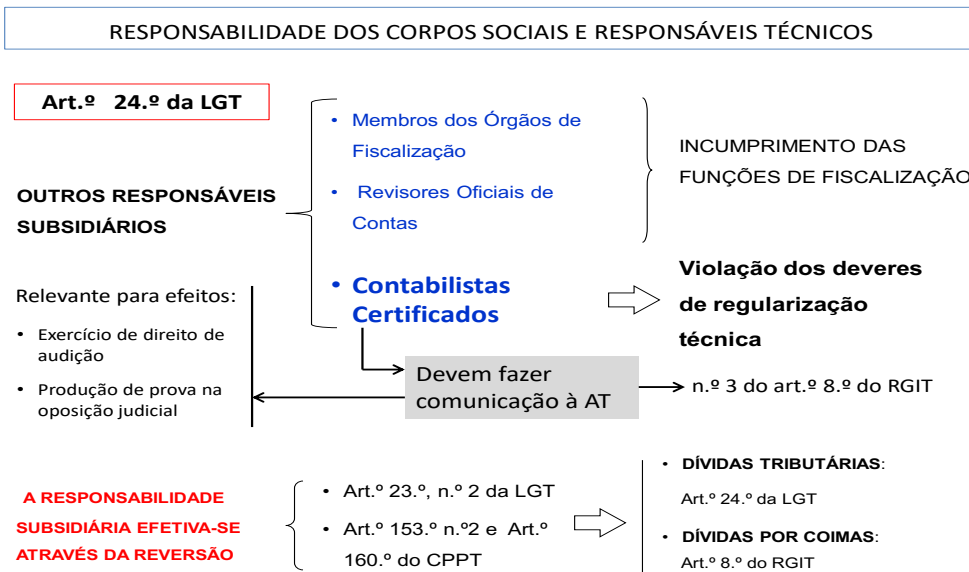 RESPONSABILIDADE DOS CORPOS SOCIAIS E RESPONSÁVEIS TÉCNICOS
Art.º 24.º da LGT
OUTROS RESPONSÁVEIS
SUBSIDIÁRIOS
• Membros dos Órgãos de
Fiscalização
• Revisores Oficiais de
Contas
• Contabilistas
Certificados
INCUMPRIMENTO DAS
FUNÇÕES DE FISCALIZAÇÃO
Violação dos deveres
de regularização
técnica
Relevante para efeitos:
• Exercício de direito de
audição
• Produção de prova na
oposição judicial
Devem fazer
comunicação à AT
n.º 3 do art.º 8.º do RGIT
A RESPONSABILIDADE
SUBSIDIÁRIA EFETIVA-SE
ATRAVÉS DA REVERSÃO
• Art.º 23.º, n.º 2 da LGT
• Art.º 153.º n.º2 e Art.º
160.º do CPPT
• DÍVIDAS TRIBUTÁRIAS:
Art.º 24.º da LGT
• DÍVIDAS POR COIMAS:
Art.º 8.º do RGIT